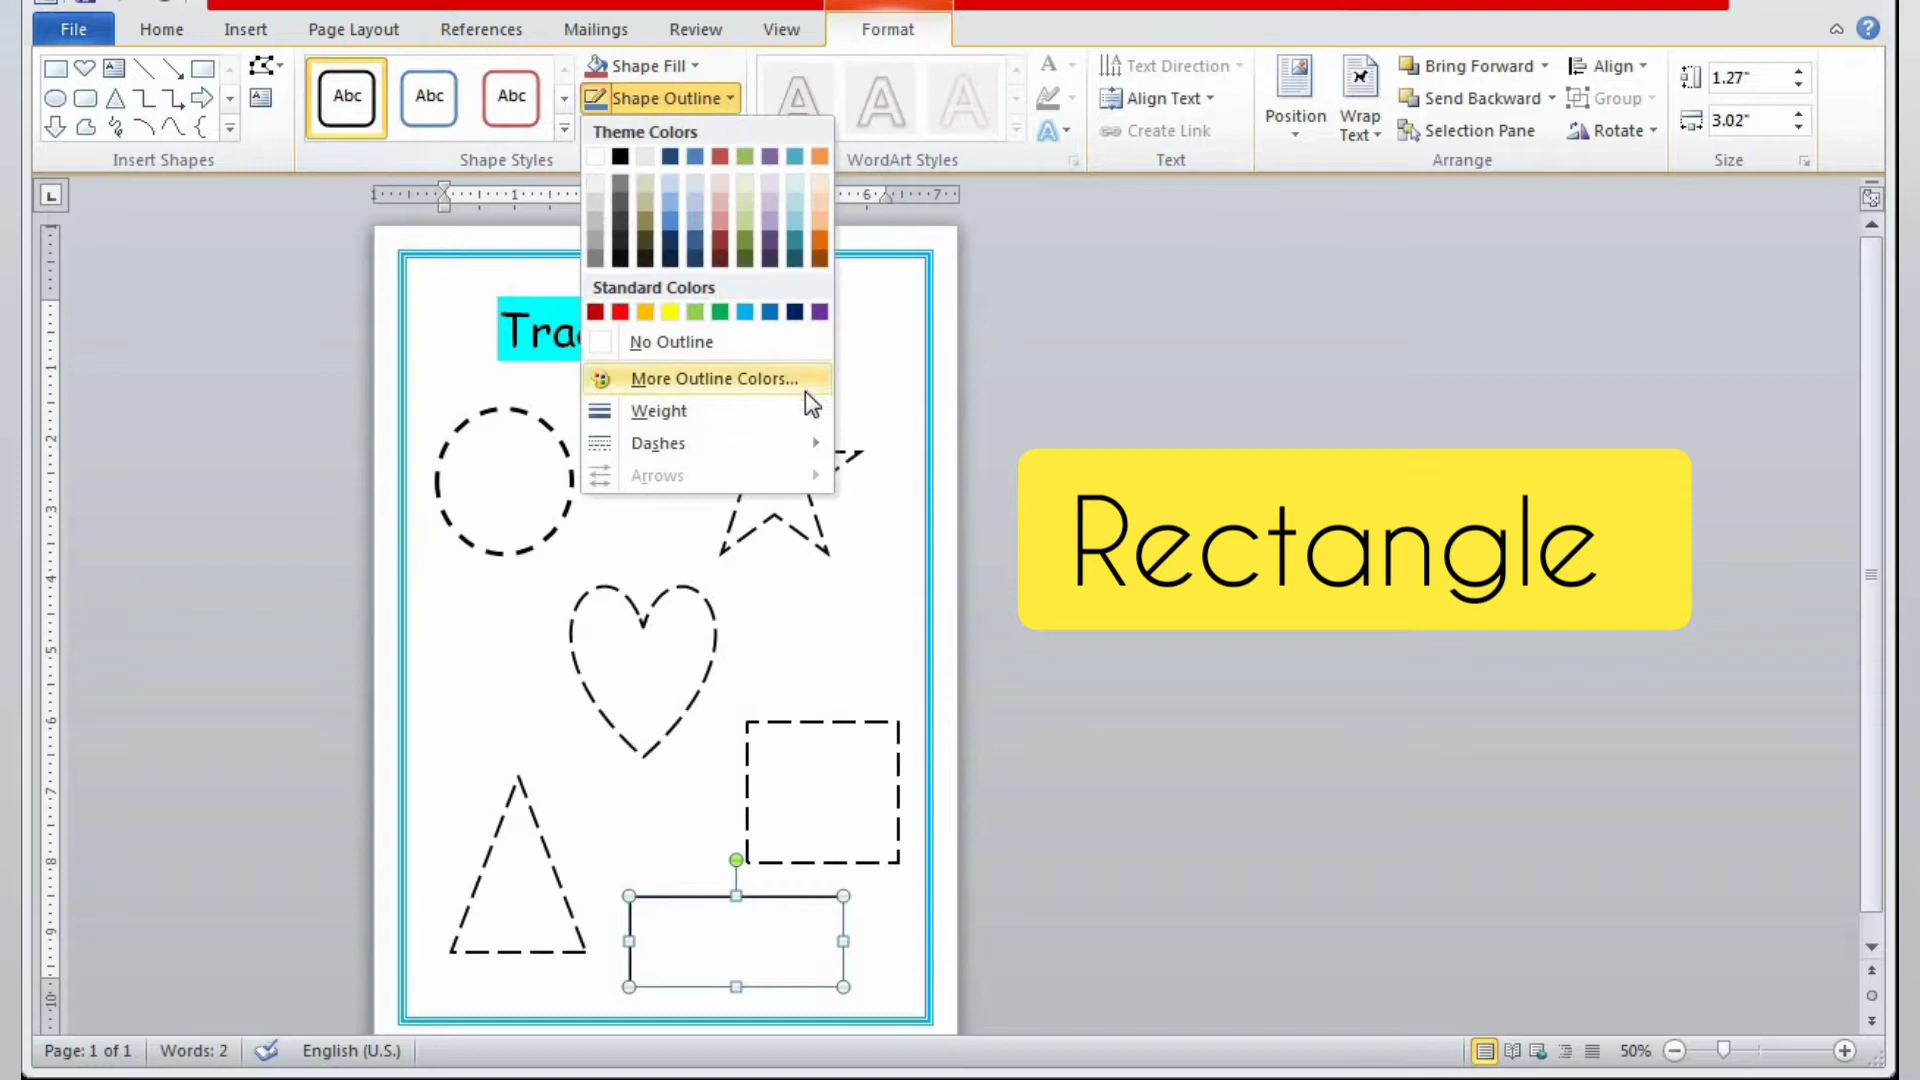 File Home Insert Page Layout References Mailings Review View Format
Abc Abc Abc
Shape Fill
Shape Outline
Text Direction
Align Text
Create Link
Position
Wrap
Text
Bring Forward
Send Backward
Selection Pane
Align
Group
Rotate
1.27"
3.02"
Insert Shapes Shape Styles WordArt Styles Text Arrange Size
Theme Colors
Standard Colors
No Outline
More Outline Colors...
Weight
Dashes
Arrows
Rectangle
Page: 1 of 1 Words: 2 English (U.S.) 50%